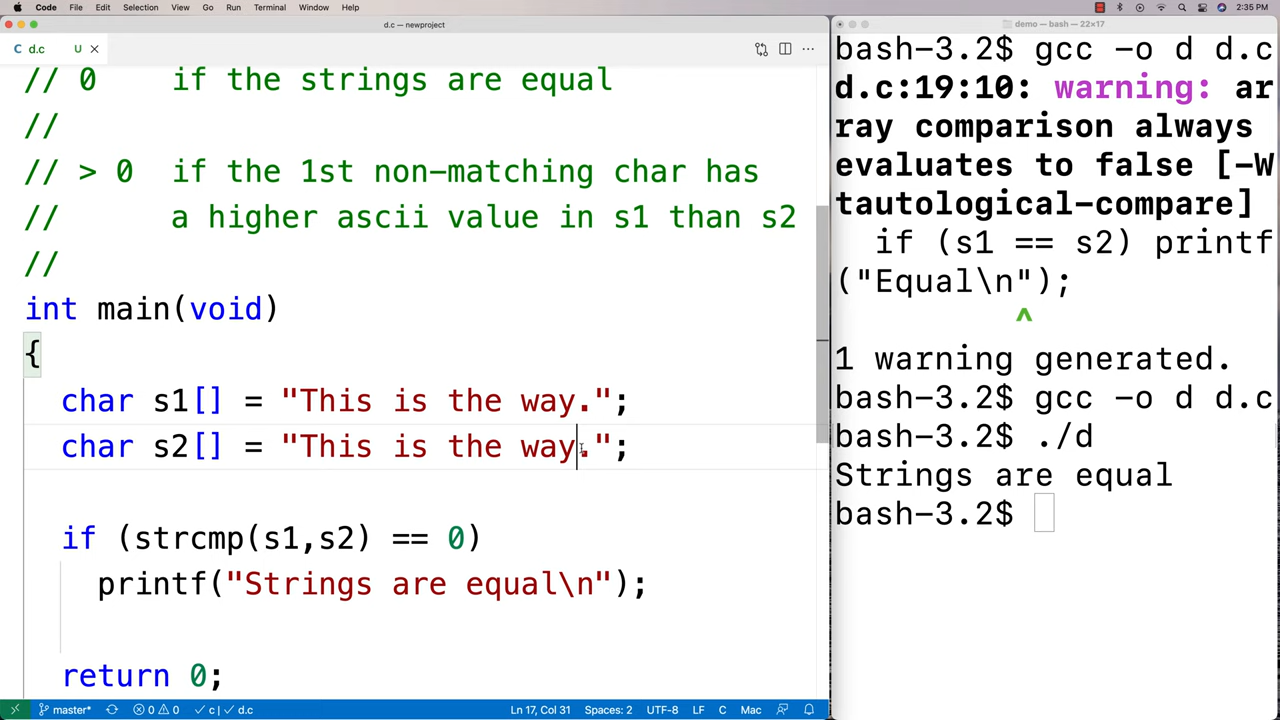 Code File Edit Selection View Go Run Terminal Window Help 2:35 PM
d.c — newproject
C d.c U
// 0 if the strings are equal
//
// > 0 if the 1st non-matching char has
// a higher ascii value in s1 than s2
//
int main(void)
{
char s1[] = "This is the way.";
char s2[] = "This is the way.";
if (strcmp(s1,s2) == 0)
printf("Strings are equal\n");
return 0;
master* 0 0 c | d.c Ln 17, Col 31 Spaces: 2 UTF-8 LF C Mac
demo — bash — 22×17
bash-3.2$ gcc -o d d.c
d.c:19:10: warning: ar
ray comparison always
evaluates to false [-W
tautological-compare]
if (s1 == s2) printf
("Equal\n");
^
1 warning generated.
bash-3.2$ gcc -o d d.c
bash-3.2$ ./d
Strings are equal
bash-3.2$